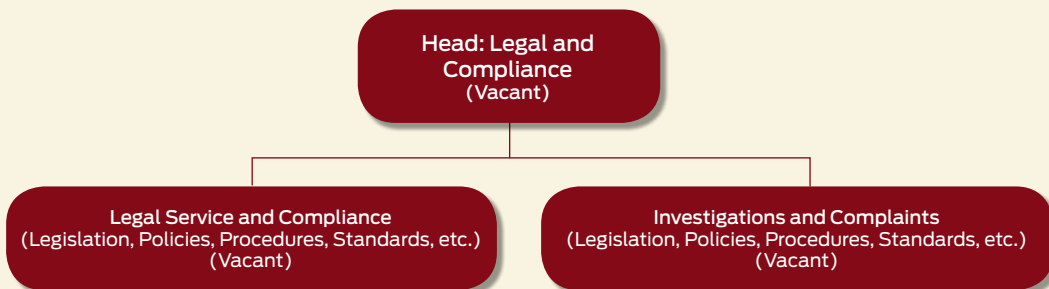 Head: Legal and
Compliance
(Vacant)
Legal Service and Compliance
(Legislation, Policies, Procedures, Standards, etc.)
(Vacant)
Investigations and Complaints
(Legislation, Policies, Procedures, Standards, etc.)
(Vacant)